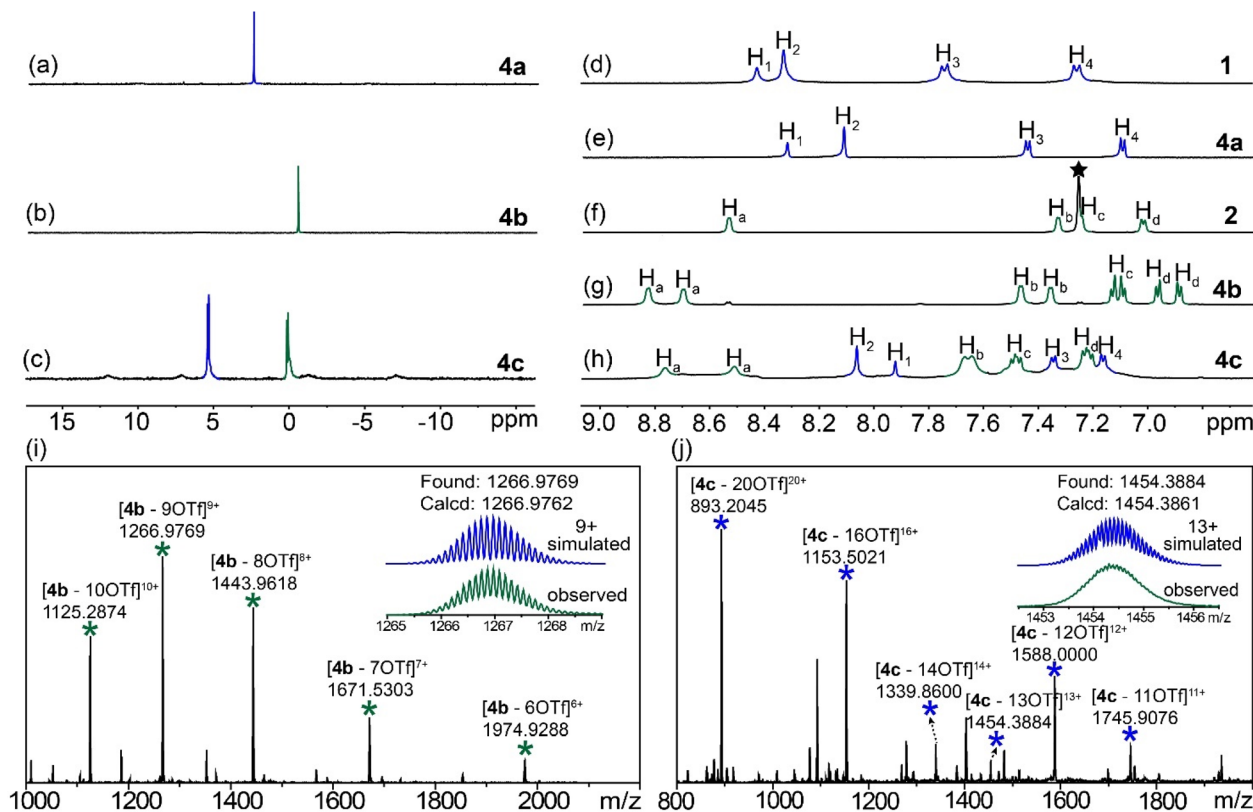 (a)
4a
(b)
4b
(c)
4c
15 10 5 0 -5 -10 ppm
(d)
H1 H2 H3 H4
1
(e)
H1 H2 H3 H4
4a
(f)
Ha Hb Hc Hd
2
(g)
Ha Ha Hb Hb Hc Hd Hd
4b
(h)
Ha Ha H2 H1 Hb Hc H3 Hd H4
4c
9.0 8.8 8.6 8.4 8.2 8.0 7.8 7.6 7.4 7.2 7.0 ppm
(i)
[4b - 10OTf]10+
1125.2874
[4b - 9OTf]9+
1266.9769
[4b - 8OTf]8+
1443.9618
[4b - 7OTf]7+
1671.5303
[4b - 6OTf]6+
1974.9288
Found: 1266.9769
Calcd: 1266.9762
9+
simulated
observed
1265 1266 1267 1268 m/z
1000 1200 1400 1600 1800 2000 m/z
(j)
[4c - 20OTf]20+
893.2045
[4c - 16OTf]16+
1153.5021
[4c - 14OTf]14+
1339.8600
[4c - 13OTf]13+
1454.3884
[4c - 12OTf]12+
1588.0000
[4c - 11OTf]11+
1745.9076
Found: 1454.3884
Calcd: 1454.3861
13+
simulated
observed
1453 1454 1455 1456 m/z
800 1000 1200 1400 1600 1800 m/z